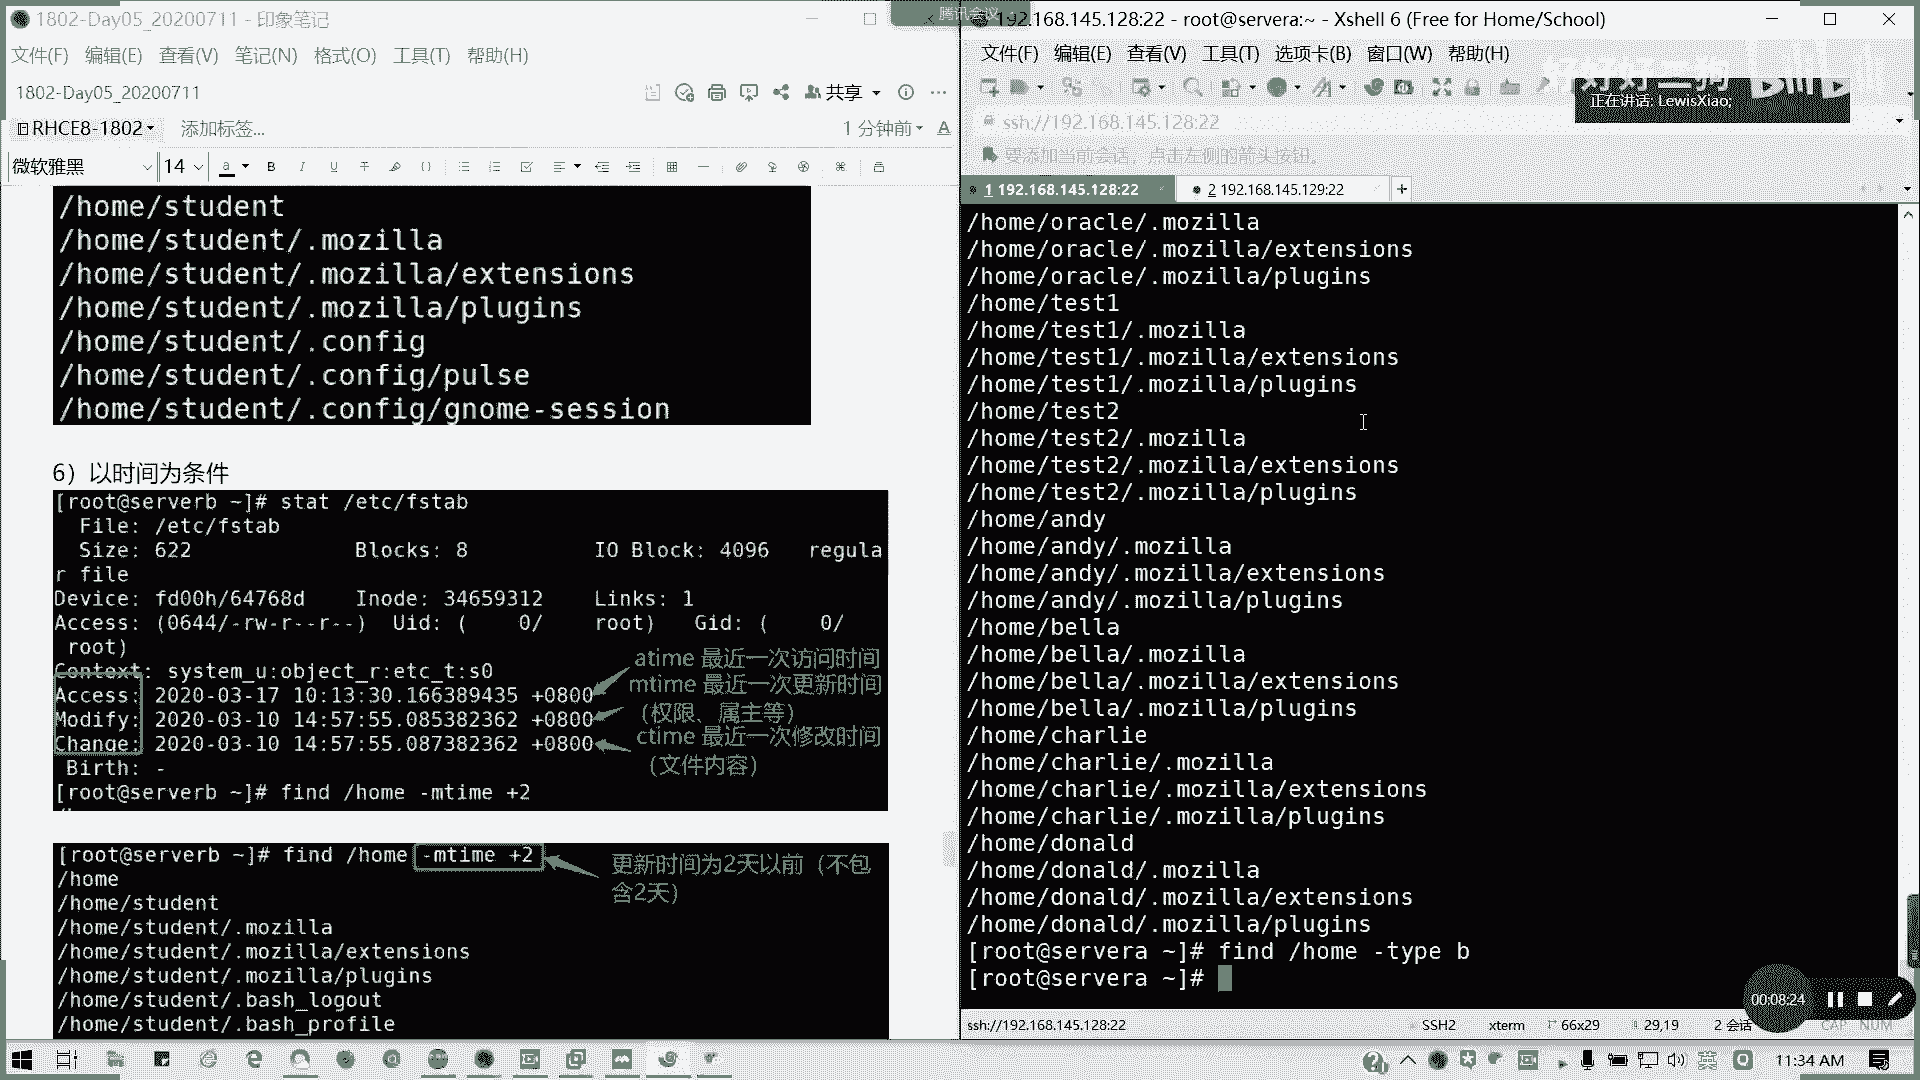 1802-Day05_20200711 - 印象笔记
文件(F) 编辑(E) 查看(V) 笔记(N) 格式(O) 工具(T) 帮助(H)
1802-Day05_20200711
共享
RHCE8-1802
添加标签...
1 分钟前
微软雅黑 14
/home/student
/home/student/.mozilla
/home/student/.mozilla/extensions
/home/student/.mozilla/plugins
/home/student/.config
/home/student/.config/pulse
/home/student/.config/gnome-session
6）以时间为条件
[root@serverb ~]# stat /etc/fstab
File: /etc/fstab
Size: 622 Blocks: 8 IO Block: 4096 regula
r file
Device: fd00h/64768d Inode: 34659312 Links: 1
Access: (0644/-rw-r--r--) Uid: ( 0/ root) Gid: ( 0/
root)
Context: system_u:object_r:etc_t:s0
Access: 2020-03-17 10:13:30.166389435 +0800
Modify: 2020-03-10 14:57:55.085382362 +0800
Change: 2020-03-10 14:57:55.087382362 +0800
Birth: -
[root@serverb ~]# find /home -mtime +2
atime 最近一次访问时间
mtime 最近一次更新时间
（权限、属主等）
ctime 最近一次修改时间
（文件内容）
[root@serverb ~]# find /home -mtime +2
/home
/home/student
/home/student/.mozilla
/home/student/.mozilla/extensions
/home/student/.mozilla/plugins
/home/student/.bash_logout
/home/student/.bash_profile
更新时间为2天以前（不包
含2天）
腾讯会议
192.168.145.128:22 - root@servera:~ - Xshell 6 (Free for Home/School)
文件(F) 编辑(E) 查看(V) 工具(T) 选项卡(B) 窗口(W) 帮助(H)
正在讲话: LewisXiao;
ssh://192.168.145.128:22
要添加当前会话，点击左侧的箭头按钮。
1 192.168.145.128:22
2 192.168.145.129:22
/home/oracle/.mozilla
/home/oracle/.mozilla/extensions
/home/oracle/.mozilla/plugins
/home/test1
/home/test1/.mozilla
/home/test1/.mozilla/extensions
/home/test1/.mozilla/plugins
/home/test2
/home/test2/.mozilla
/home/test2/.mozilla/extensions
/home/test2/.mozilla/plugins
/home/andy
/home/andy/.mozilla
/home/andy/.mozilla/extensions
/home/andy/.mozilla/plugins
/home/bella
/home/bella/.mozilla
/home/bella/.mozilla/extensions
/home/bella/.mozilla/plugins
/home/charlie
/home/charlie/.mozilla
/home/charlie/.mozilla/extensions
/home/charlie/.mozilla/plugins
/home/donald
/home/donald/.mozilla
/home/donald/.mozilla/extensions
/home/donald/.mozilla/plugins
[root@servera ~]# find /home -type b
[root@servera ~]#
00:08:24
ssh://192.168.145.128:22 SSH2 xterm 66x29 29,19 2 会话 CAP NUM
英
11:34 AM